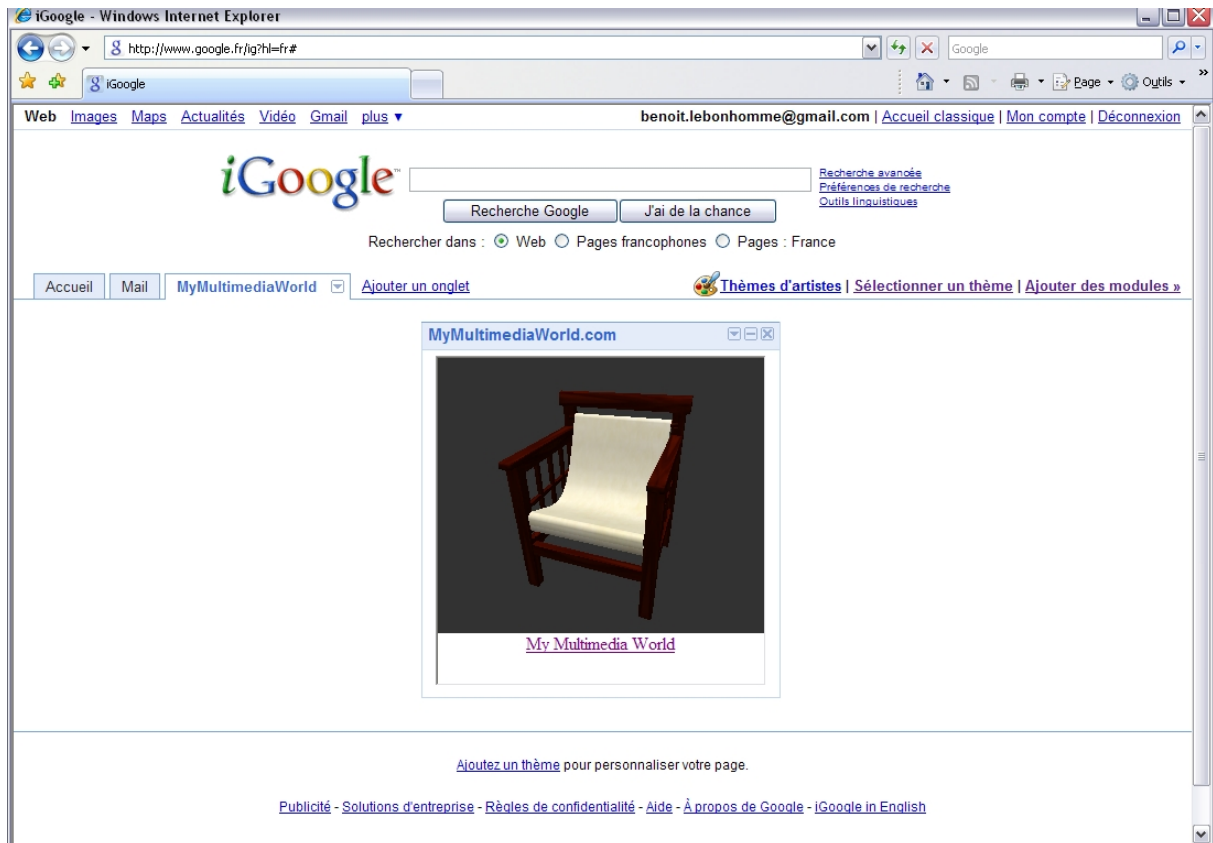 iGoogle - Windows Internet Explorer
http://www.google.fr/ig?hl=fr#
Google
iGoogle
Page
Outils
Web Images Maps Actualités Vidéo Gmail plus ▼
benoit.lebonhomme@gmail.com | Accueil classique | Mon compte | Déconnexion
iGoogle™
Recherche avancée
Préférences de recherche
Outils linguistiques
Recherche Google
J'ai de la chance
Rechercher dans : Web Pages francophones Pages : France
Accueil
Mail
MyMultimediaWorld
Ajouter un onglet
Thèmes d'artistes | Sélectionner un thème | Ajouter des modules »
MyMultimediaWorld.com
My Multimedia World
Ajoutez un thème pour personnaliser votre page.
Publicité - Solutions d'entreprise - Règles de confidentialité - Aide - À propos de Google - iGoogle in English